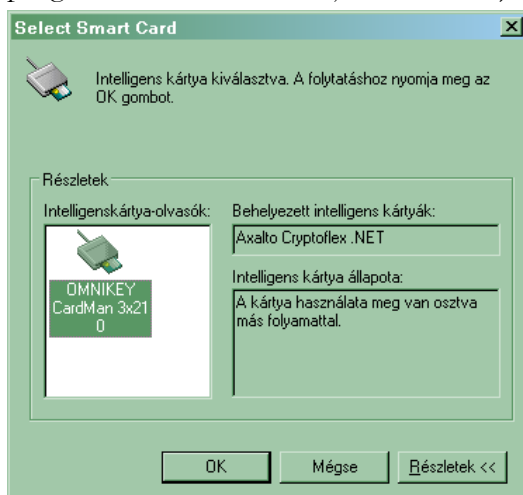 Select Smart Card
Intelligens kártya kiválasztva. A folytatáshoz nyomja meg az
OK gombot.
Részletek
Intelligenskártya-olvasók:
OMNIKEY
CardMan 3x21
0
Behelyezett intelligens kártyák:
Axalto Cryptoflex .NET
Intelligens kártya állapota:
A kártya használata meg van osztva
más folyamattal.
OK
Mégse
Részletek <<